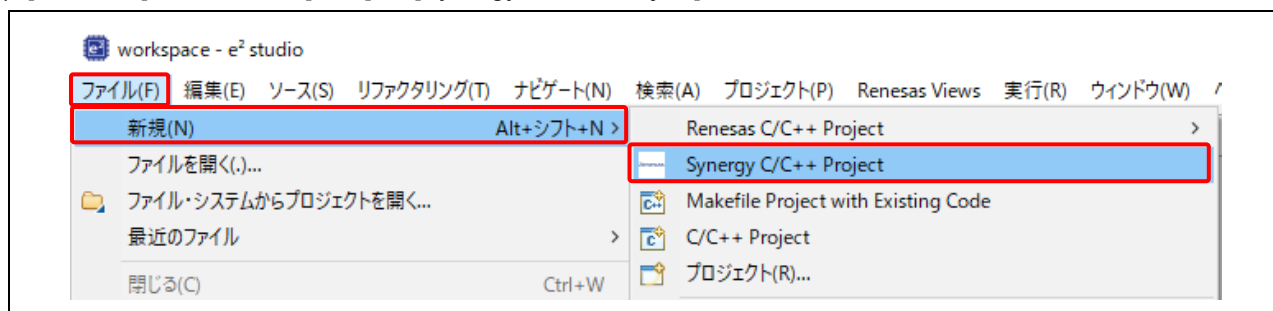 workspace - e² studio
ファイル(F) 編集(E) ソース(S) リファクタリング(T) ナビゲート(N) 検索(A) プロジェクト(P) Renesas Views 実行(R) ウィンドウ(W)
新規(N) Alt+シフト+N >
Renesas C/C++ Project >
ファイルを開く(.)...
Synergy C/C++ Project
ファイル・システムからプロジェクトを開く...
Makefile Project with Existing Code
最近のファイル >
C/C++ Project
閉じる(C) Ctrl+W
プロジェクト(R)...